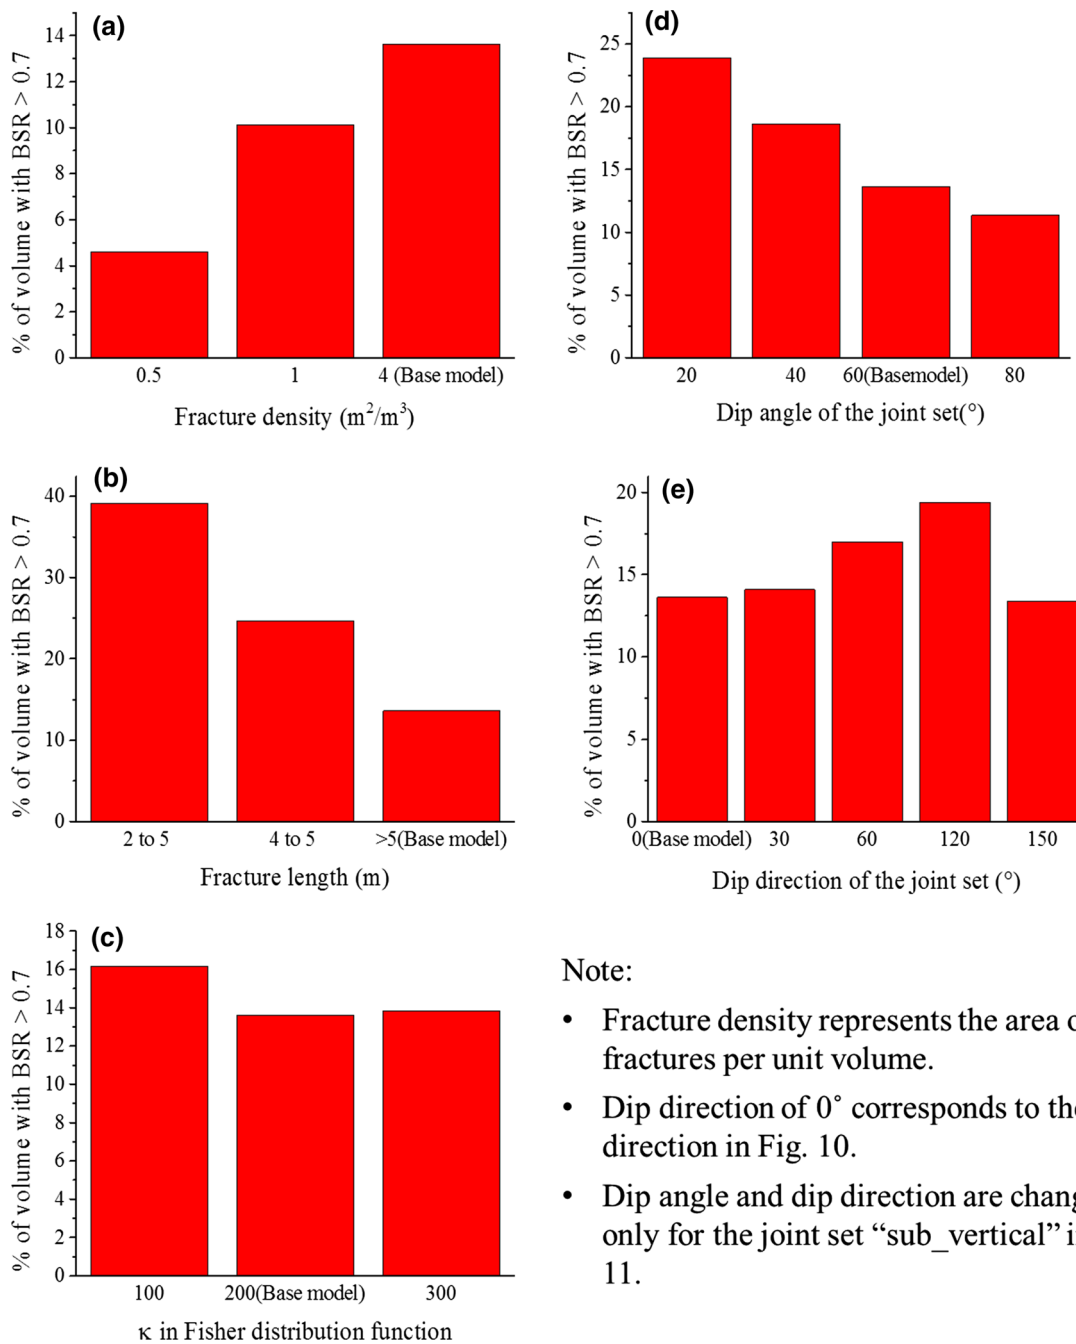 (a)
% of volume with BSR > 0.7
14
12
10
8
6
4
2
0
0.5 1 4 (Base model)
Fracture density (m²/m³)
(d)
% of volume with BSR > 0.7
25
20
15
10
5
0
20 40 60(Basemodel) 80
Dip angle of the joint set(°)
(b)
% of volume with BSR > 0.7
40
30
20
10
0
2 to 5 4 to 5 >5(Base model)
Fracture length (m)
(e)
% of volume with BSR > 0.7
20
15
10
5
0
0(Base model) 30 60 120 150
Dip direction of the joint set (°)
(c)
% of volume with BSR > 0.7
18
16
14
12
10
8
6
4
2
0
100 200(Base model) 300
κ in Fisher distribution function
Note:
• Fracture density represents the area
fractures per unit volume.
• Dip direction of 0° corresponds to the
direction in Fig. 10.
• Dip angle and dip direction are
only for the joint set “sub_vertical”
11.